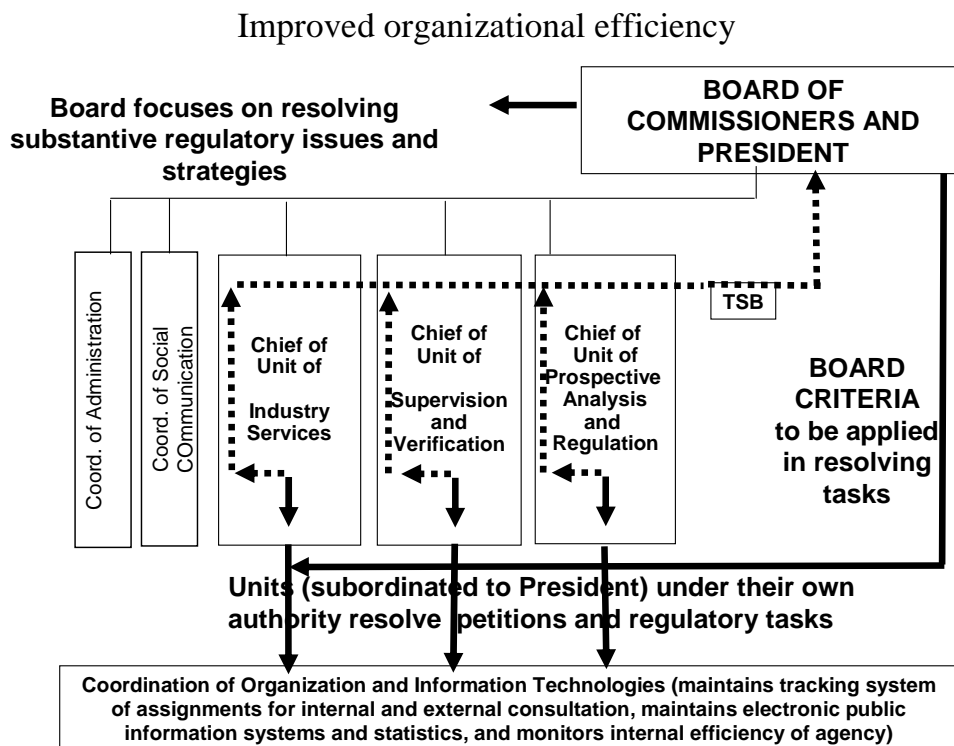 Improved organizational efficiency
Board focuses on resolving
substantive regulatory issues and
strategies
BOARD OF
COMMISSIONERS AND
PRESIDENT
Coord. of Administration
Coord. of Social
COmmunication
Chief of
Unit of
Industry
Services
Chief of
Unit of
Supervision
and
Verification
Chief of
Unit of
Prospective
Analysis
and
Regulation
TSB
BOARD
CRITERIA
to be applied
in resolving
tasks
Units (subordinated to President) under their own
authority resolve petitions and regulatory tasks
Coordination of Organization and Information Technologies (maintains tracking system
of assignments for internal and external consultation, maintains electronic public
information systems and statistics, and monitors internal efficiency of agency)